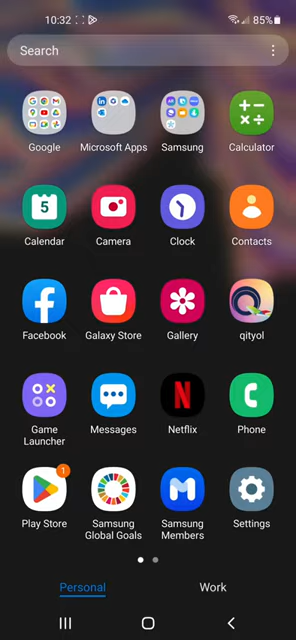 10:32
85%
Search
Google
Microsoft Apps
Samsung
Calculator
5
Calendar
Camera
Clock
Contacts
Facebook
Galaxy Store
Gallery
qityol
Game
Launcher
Messages
Netflix
Phone
1
Play Store
Samsung
Global Goals
Samsung
Members
Settings
Personal
Work